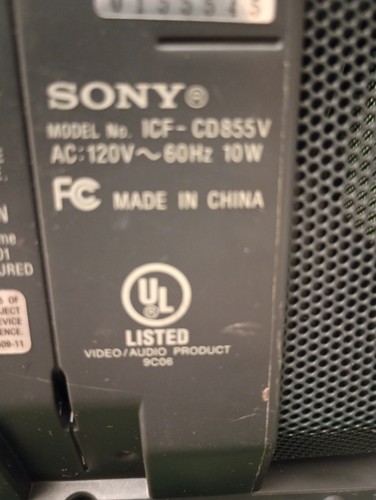 SONY®
MODEL No. ICF-CD855V
AC:120V~60Hz 10W
FC MADE IN CHINA
UL
LISTED
VIDEO/AUDIO PRODUCT
9C06